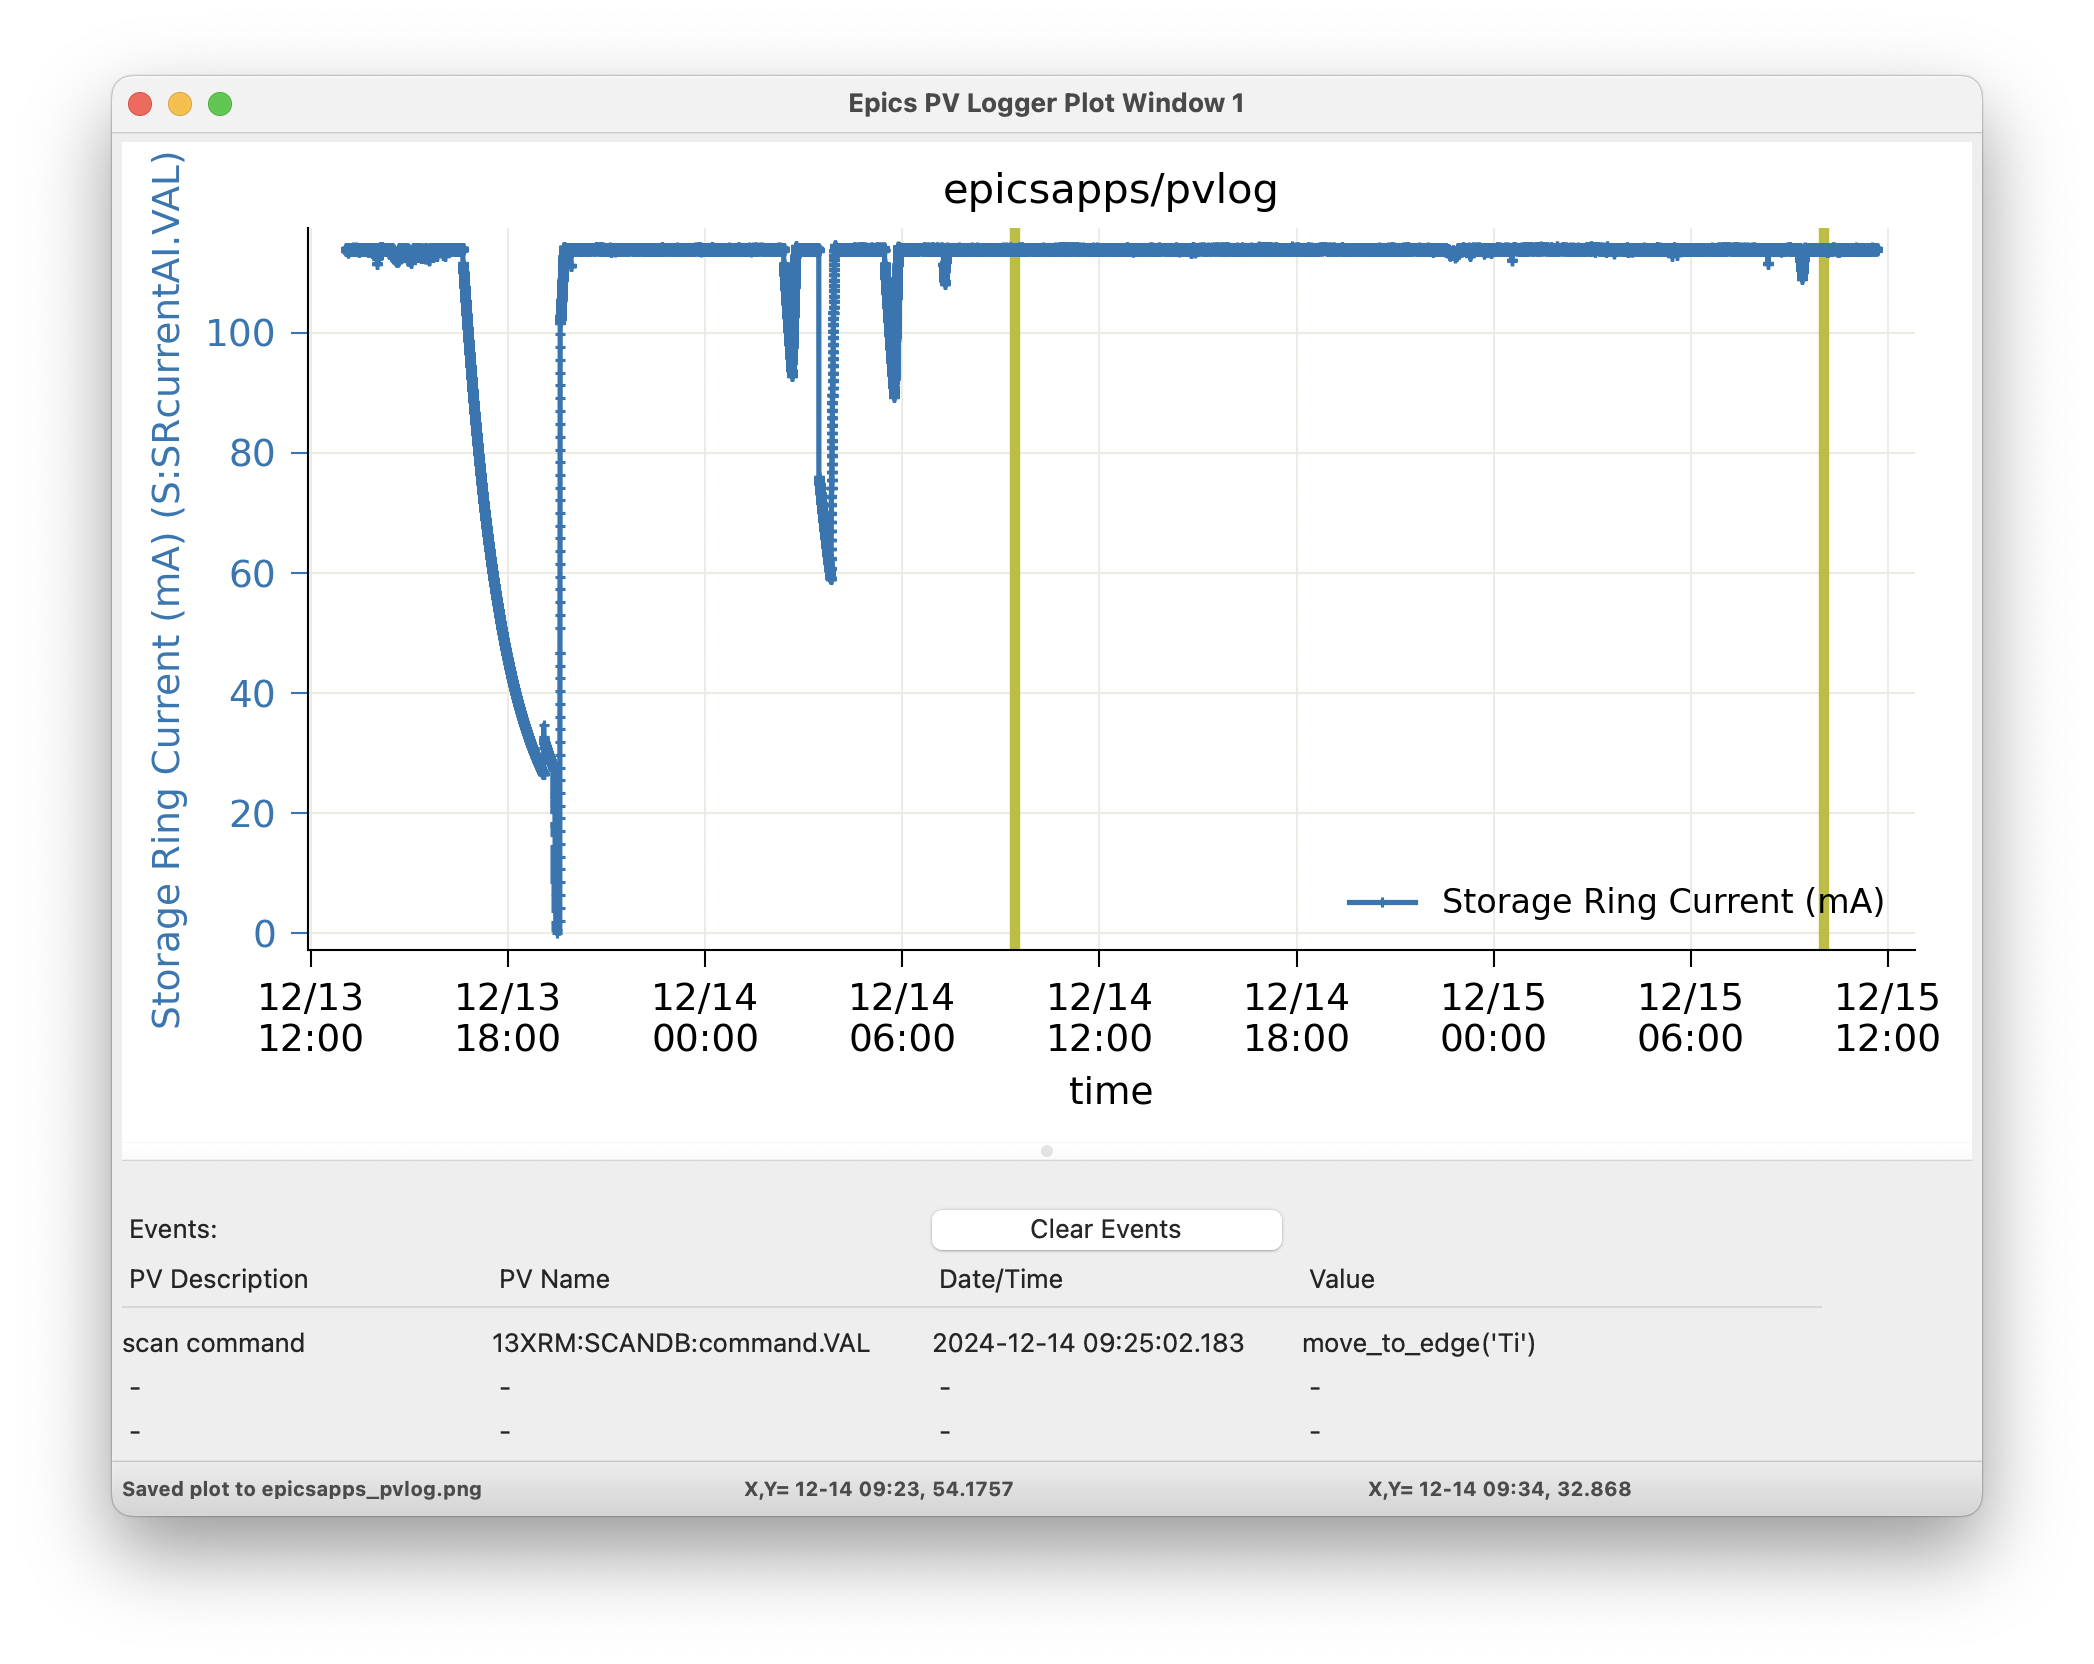 Epics PV Logger Plot Window 1
epicsapps/pvlog
Storage Ring Current (mA) (S:SRcurrentAI.VAL)
100
80
60
40
20
0
Storage Ring Current (mA)
12/13 12/13 12/14 12/14 12/14 12/14 12/15 12/15 12/15
12:00 18:00 00:00 06:00 12:00 18:00 00:00 06:00 12:00
time
Events: Clear Events
PV Description PV Name Date/Time Value
scan command 13XRM:SCANDB:command.VAL 2024-12-14 09:25:02.183 move_to_edge('Ti')
- - - -
- - - -
Saved plot to epicsapps_pvlog.png X,Y= 12-14 09:23, 54.1757 X,Y= 12-14 09:34, 32.868